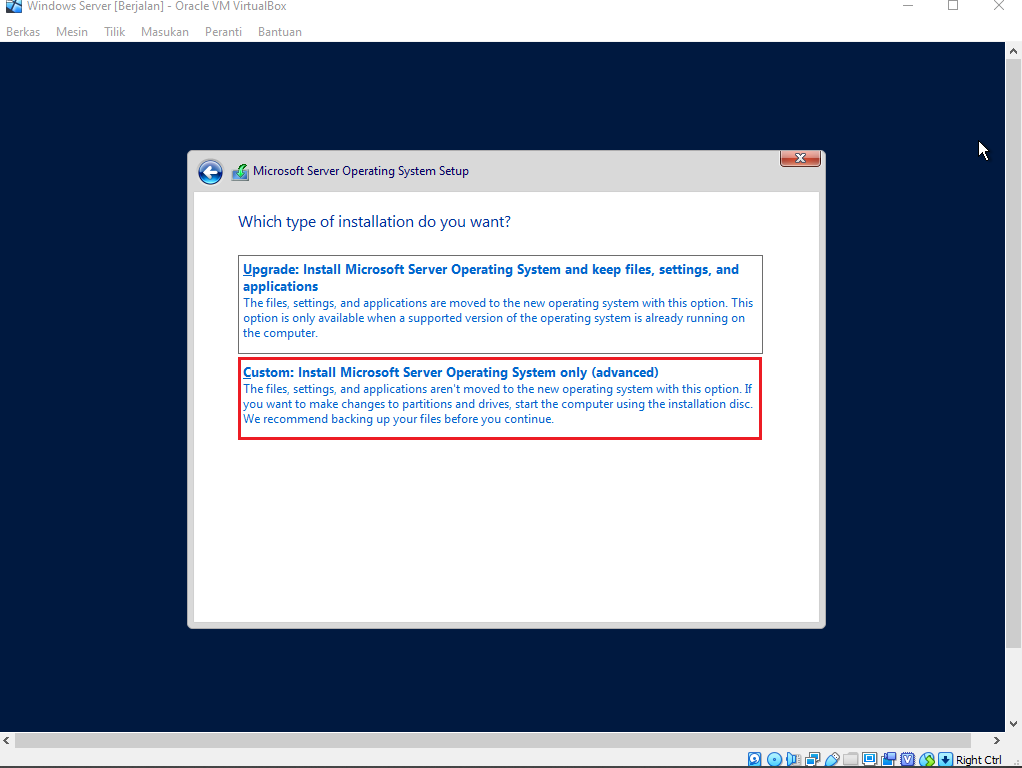 Windows Server [Berjalan] - Oracle VM VirtualBox
Berkas Mesin Tilik Masukan Peranti Bantuan
Microsoft Server Operating System Setup
Which type of installation do you want?
Upgrade: Install Microsoft Server Operating System and keep files, settings, and
applications
The files, settings, and applications are moved to the new operating system with this option. This
option is only available when a supported version of the operating system is already running on
the computer.
Custom: Install Microsoft Server Operating System only (advanced)
The files, settings, and applications aren't moved to the new operating system with this option. If
you want to make changes to partitions and drives, start the computer using the installation disc.
We recommend backing up your files before you continue.
Right Ctrl